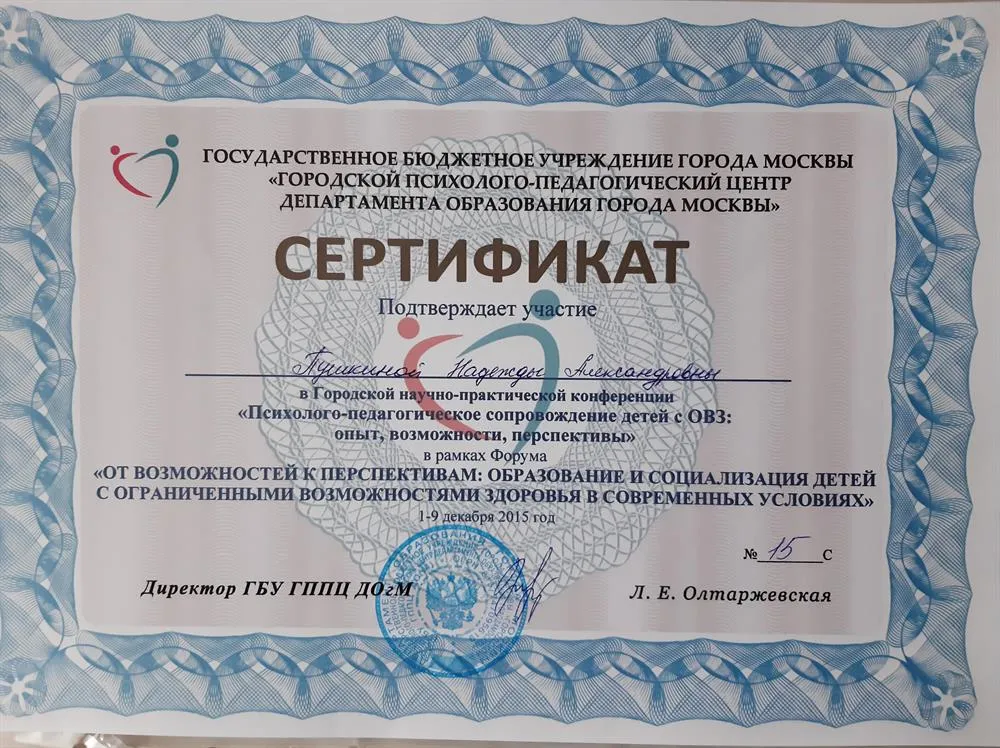 ГОСУДАРСТВЕННОЕ БЮДЖЕТНОЕ УЧРЕЖДЕНИЕ ГОРОДА МОСКВЫ
«ГОРОДСКОЙ ПСИХОЛОГО-ПЕДАГОГИЧЕСКИЙ ЦЕНТР
ДЕПАРТАМЕНТА ОБРАЗОВАНИЯ ГОРОДА МОСКВЫ»
СЕРТИФИКАТ
Подтверждает участие
Пушкиной Надежды Александровны
в Городской научно-практической конференции
«Психолого-педагогическое сопровождение детей с ОВЗ:
опыт, возможности, перспективы»
в рамках Форума
«ОТ ВОЗМОЖНОСТЕЙ К ПЕРСПЕКТИВАМ: ОБРАЗОВАНИЕ И СОЦИАЛИЗАЦИЯ ДЕТЕЙ
С ОГРАНИЧЕННЫМИ ВОЗМОЖНОСТЯМИ ЗДОРОВЬЯ В СОВРЕМЕННЫХ УСЛОВИЯХ»
1-9 декабря 2015 год
№ 15 С
Директор ГБУ ГППЦ ДОгМ Л. Е. Олтаржевская